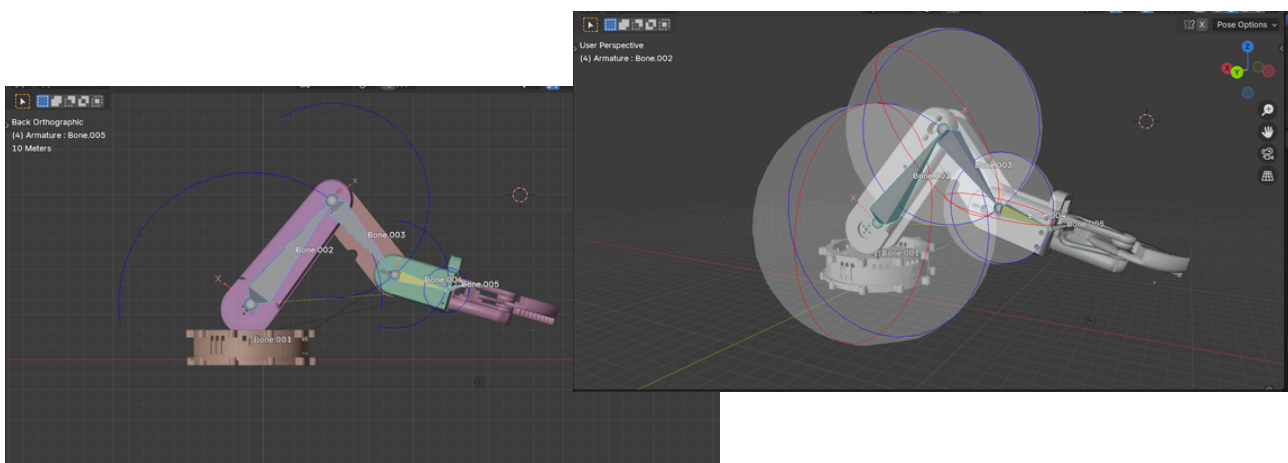 Back Orthographic
(4) Armature : Bone.005
10 Meters
X
X
Bone.002
Bone.003
Bone.004
Bone.005
Bone.001
X
Pose Options
User Perspective
(4) Armature : Bone.002
Z
X
Y
X
X
Bone.003
Bone.002
Bone.004
Bone.005
Bone.001